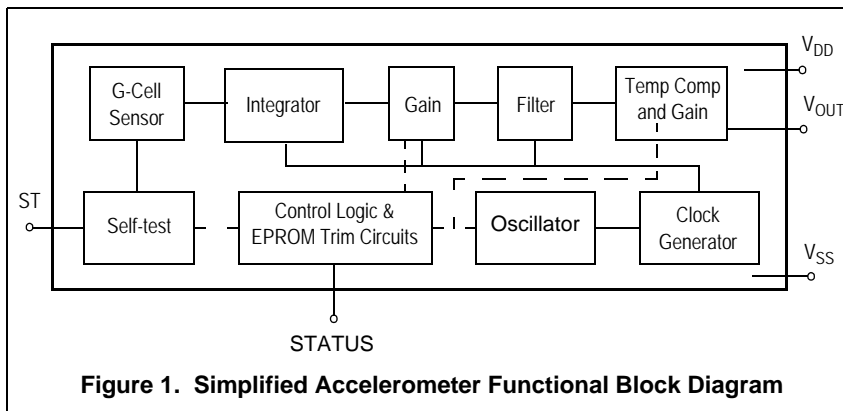 V_DD
G-Cell
Sensor
Integrator
Gain
Filter
Temp Comp
and Gain
V_OUT
ST
Self-test
Control Logic &
EPROM Trim Circuits
Oscillator
Clock
Generator
V_SS
STATUS
Figure 1. Simplified Accelerometer Functional Block Diagram